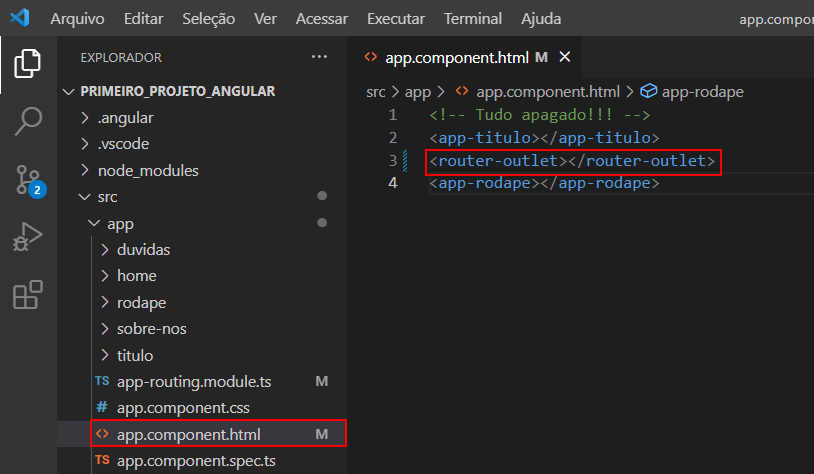 Arquivo Editar Seleção Ver Acessar Executar Terminal Ajuda app.compon
EXPLORADOR ...
PRIMEIRO_PROJETO_ANGULAR
.angular
.vscode
node_modules
src
app
duvidas
home
rodape
sobre-nos
titulo
TS app-routing.module.ts M
# app.component.css
<> app.component.html M
TS app.component.spec.ts
2
<> app.component.html M
src > app > <> app.component.html > app-rodape
1 <!-- Tudo apagado!!! -->
2 <app-titulo></app-titulo>
3 <router-outlet></router-outlet>
4 <app-rodape></app-rodape>